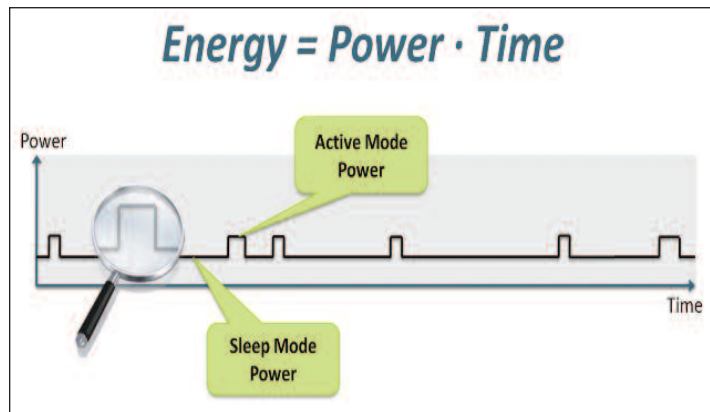 Energy = Power · Time
Power
Active Mode
Power
Time
Sleep Mode
Power